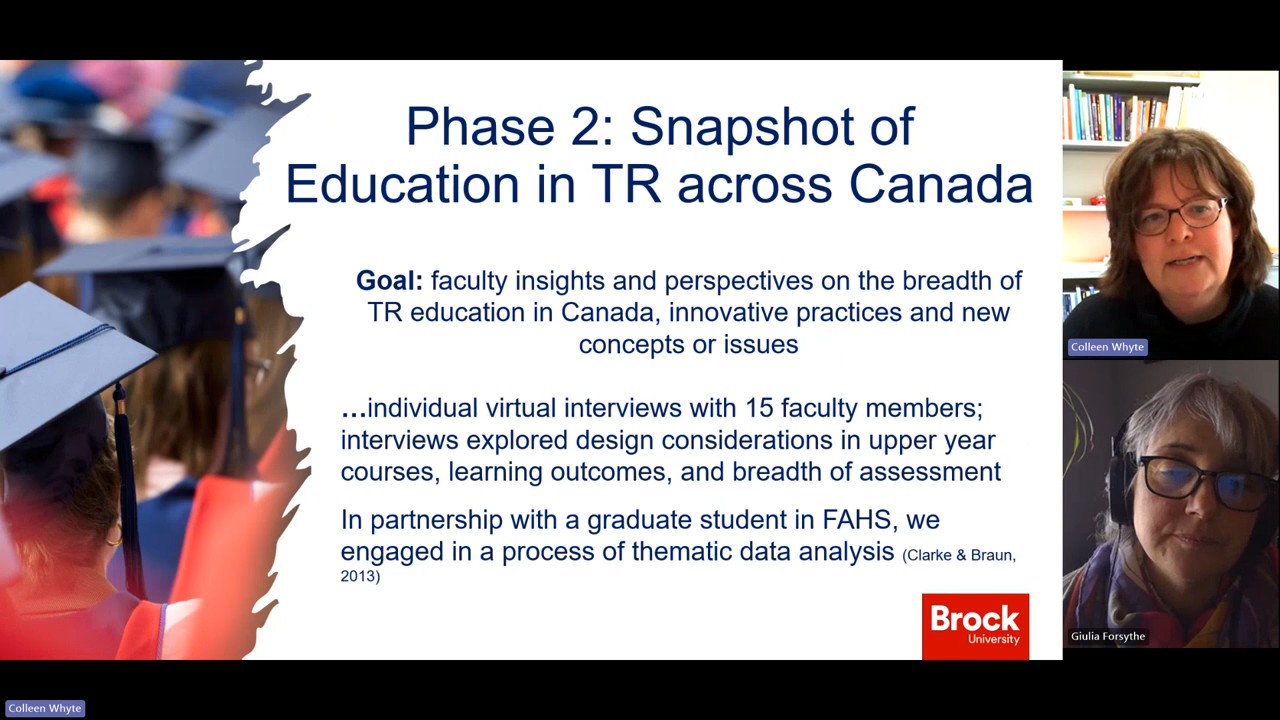 Phase 2: Snapshot of
Education in TR across Canada
Goal: faculty insights and perspectives on the breadth of
TR education in Canada, innovative practices and new
concepts or issues
...individual virtual interviews with 15 faculty members;
interviews explored design considerations in upper year
courses, learning outcomes, and breadth of assessment
In partnership with a graduate student in FAHS, we
engaged in a process of thematic data analysis (Clarke & Braun,
2013)
Brock
University
Colleen Whyte
Giulia Forsythe
Colleen Whyte